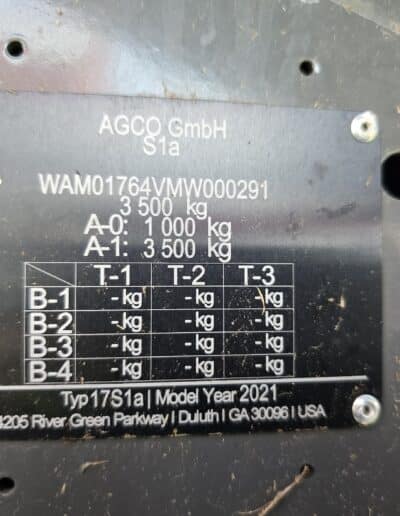 AGCO GmbH
S1a
WAM01764VMW000291
3 500 kg
A-0: 1 000 kg
A-1: 3 500 kg
T-1 T-2 T-3
B-1 - kg - kg - kg
B-2 - kg - kg - kg
B-3 - kg - kg - kg
B-4 - kg - kg - kg
Typ17S1a | Model Year 2021
4205 River Green Parkway | Duluth | GA 30096 | USA